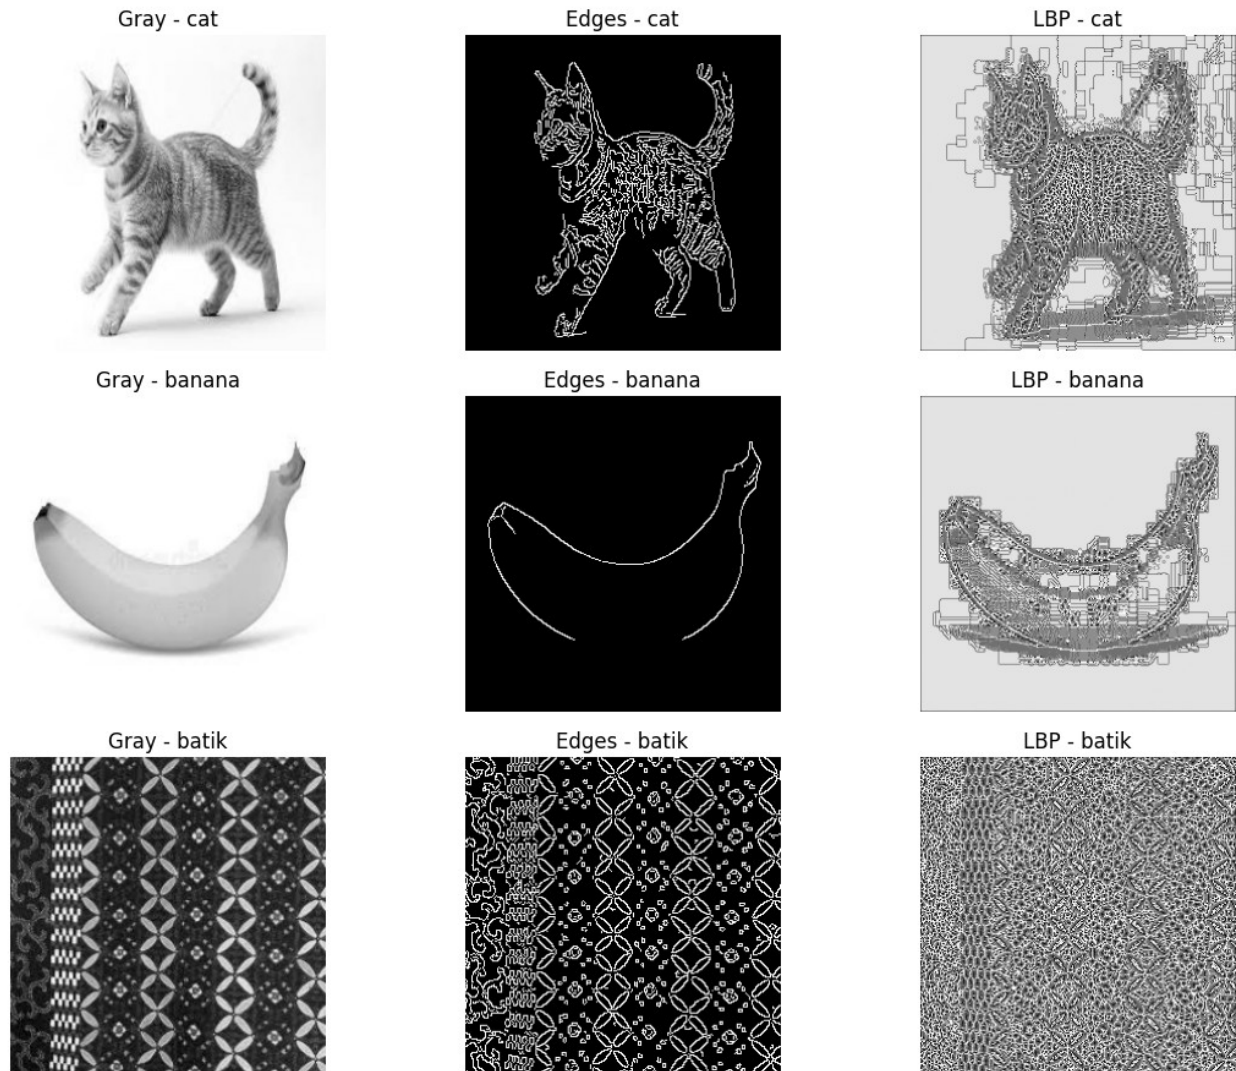 Gray - cat
Edges - cat
LBP - cat
Gray - banana
Edges - banana
LBP - banana
Gray - batik
Edges - batik
LBP - batik